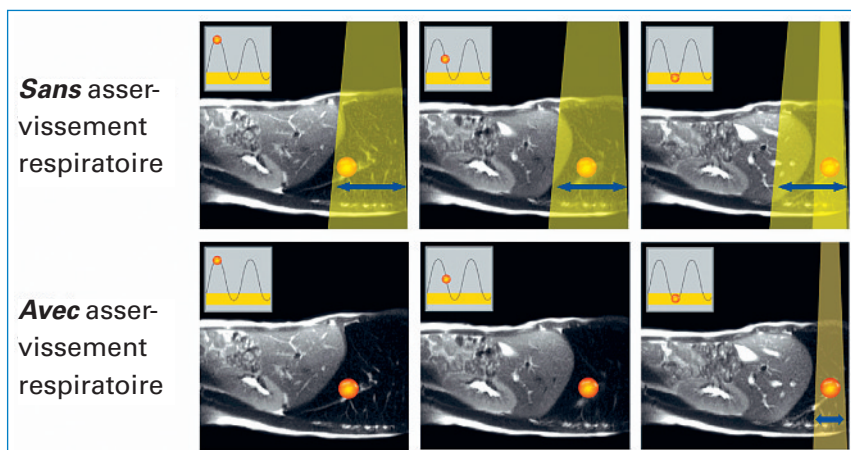 Sans asser-
vissement
respiratoire
Avec asser-
vissement
respiratoire